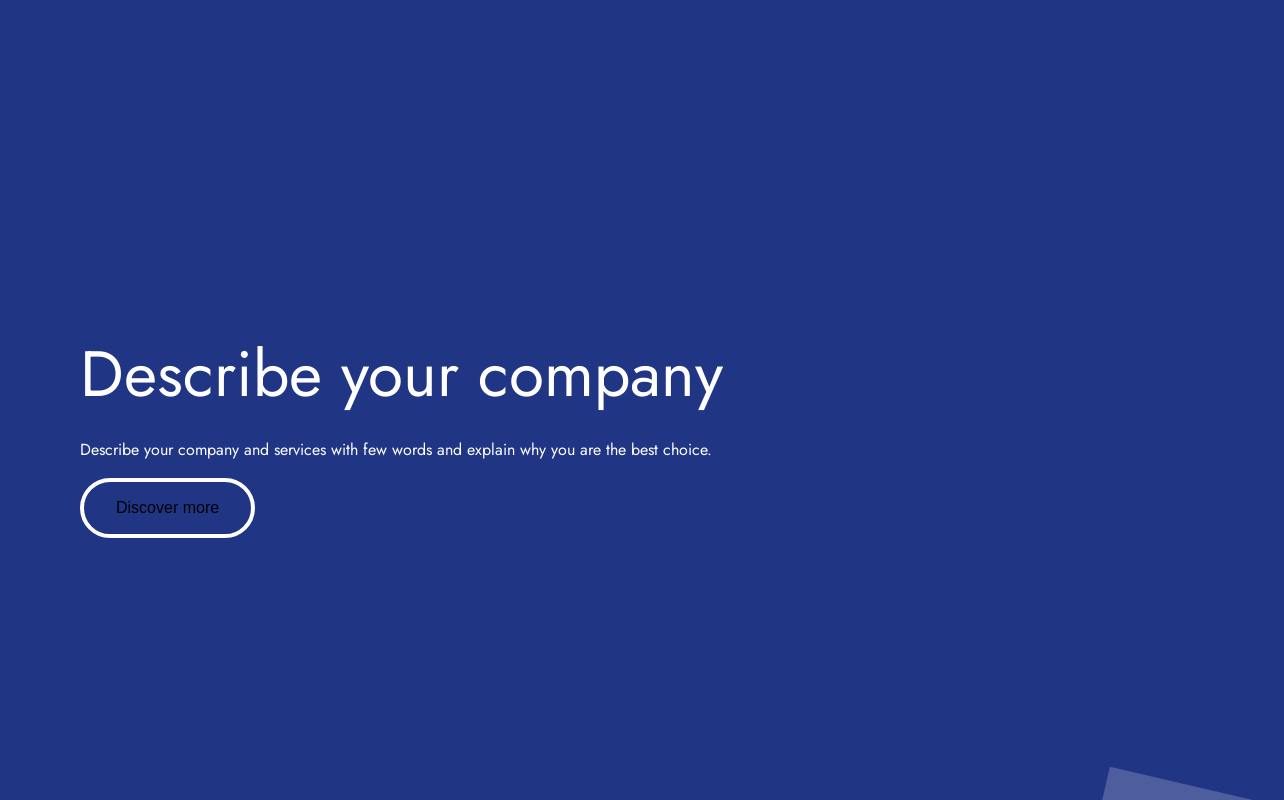 Describe your company
Describe your company and services with few words and explain why you are the best choice.
Discover more